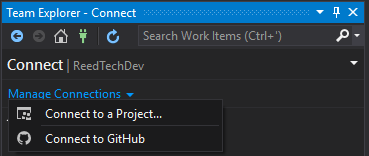 Team Explorer - Connect
Search Work Items (Ctrl+')
Connect | ReedTechDev
Manage Connections
Connect to a Project...
Connect to GitHub